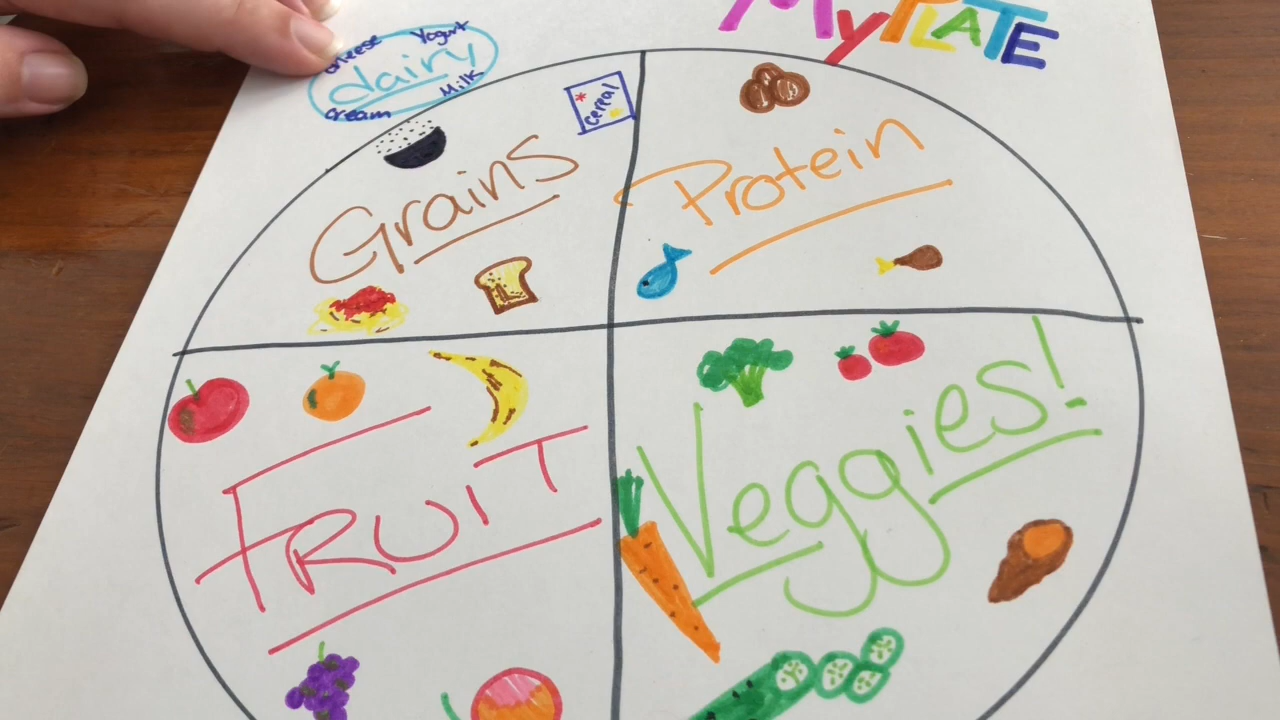 MyPLATE
cheese Yogurt
dairy
cream Milk
cereal
Grains
Protein
FRUIT
Veggies!